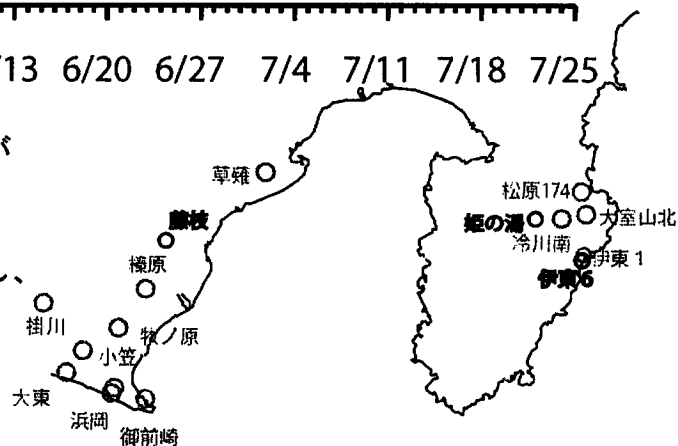 /13 6/20 6/27 7/4 7/11 7/18 7/25
が
草薙
松原174
藤枝
姫の湯
大室山北
冷川南
榛原
伊東1
し、
伊東6
掛川
牧ノ原
小笠
大東
浜岡
御前崎